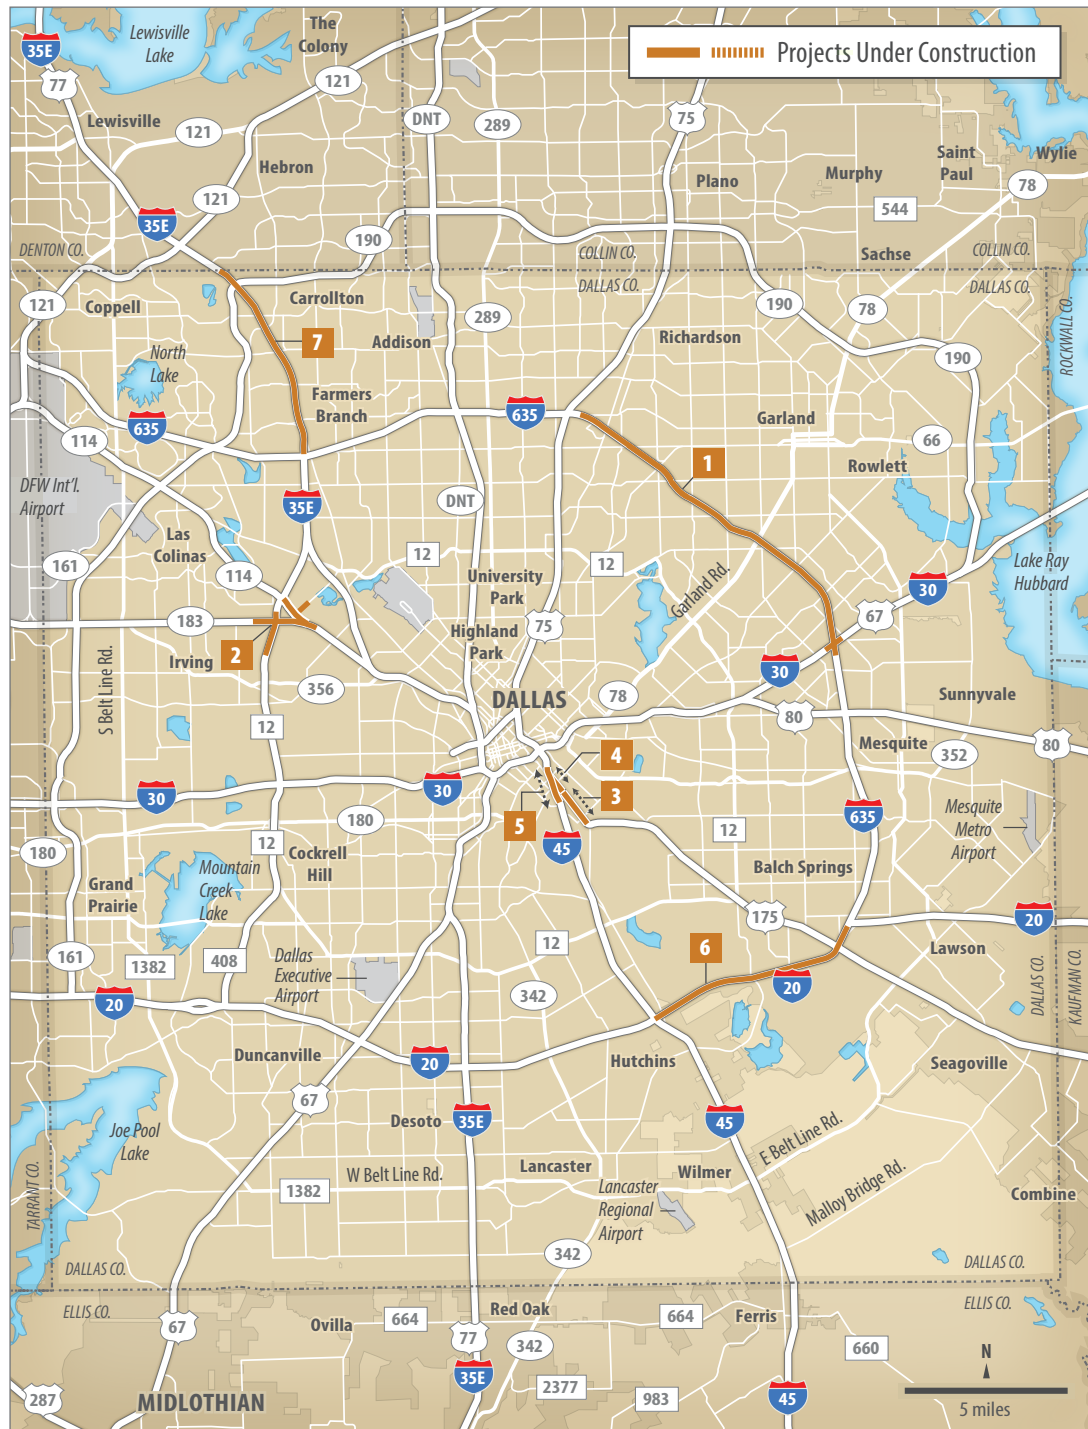 The
Colony
Lewisville
Lake
35E
77
121
Projects Under Construction
DNT
289
75
Lewisville
121
Hebron
Saint
Paul
Wylie
Plano
Murphy
78
121
544
35E
190
DENTON CO.
COLLIN CO.
DALLAS CO.
Sachse
COLLIN CO.
DALLAS CO.
121
Coppell
Carrollton
289
190
78
ROCKWALL CO.
7
Addison
Richardson
North
Lake
190
Farmers
Branch
635
635
Garland
114
66
1
Rowlett
DFW Int'l.
Airport
35E
DNT
Las
Colinas
12
12
161
114
University
Park
Garland Rd.
Lake Ray
Hubbard
30
183
75
67
Highland
Park
2
Irving
S Belt Line Rd.
356
30
78
Sunnyvale
DALLAS
12
80
Mesquite
80
352
4
30
30
3
5
180
12
635
Mesquite
Metro
Airport
180
12
45
Cockrell
Hill
Mountain
Creek
Lake
Balch Springs
Grand
Prairie
175
20
161
1382
408
Dallas
Executive
Airport
12
6
Lawson
20
342
20
DALLAS CO.
KAUFMAN CO.
Duncanville
20
Hutchins
Seagoville
67
Desoto
35E
45
Joe Pool
Lake
E Belt Line Rd.
W Belt Line Rd.
Lancaster
Wilmer
1382
Lancaster
Regional
Airport
Malloy Bridge Rd.
Combine
TARRANT CO.
342
DALLAS CO.
DALLAS CO.
ELLIS CO.
ELLIS CO.
67
Ovilla
664
Red Oak
664
Ferris
77
342
660
N
35E
287
MIDLOTHIAN
2377
983
45
5 miles